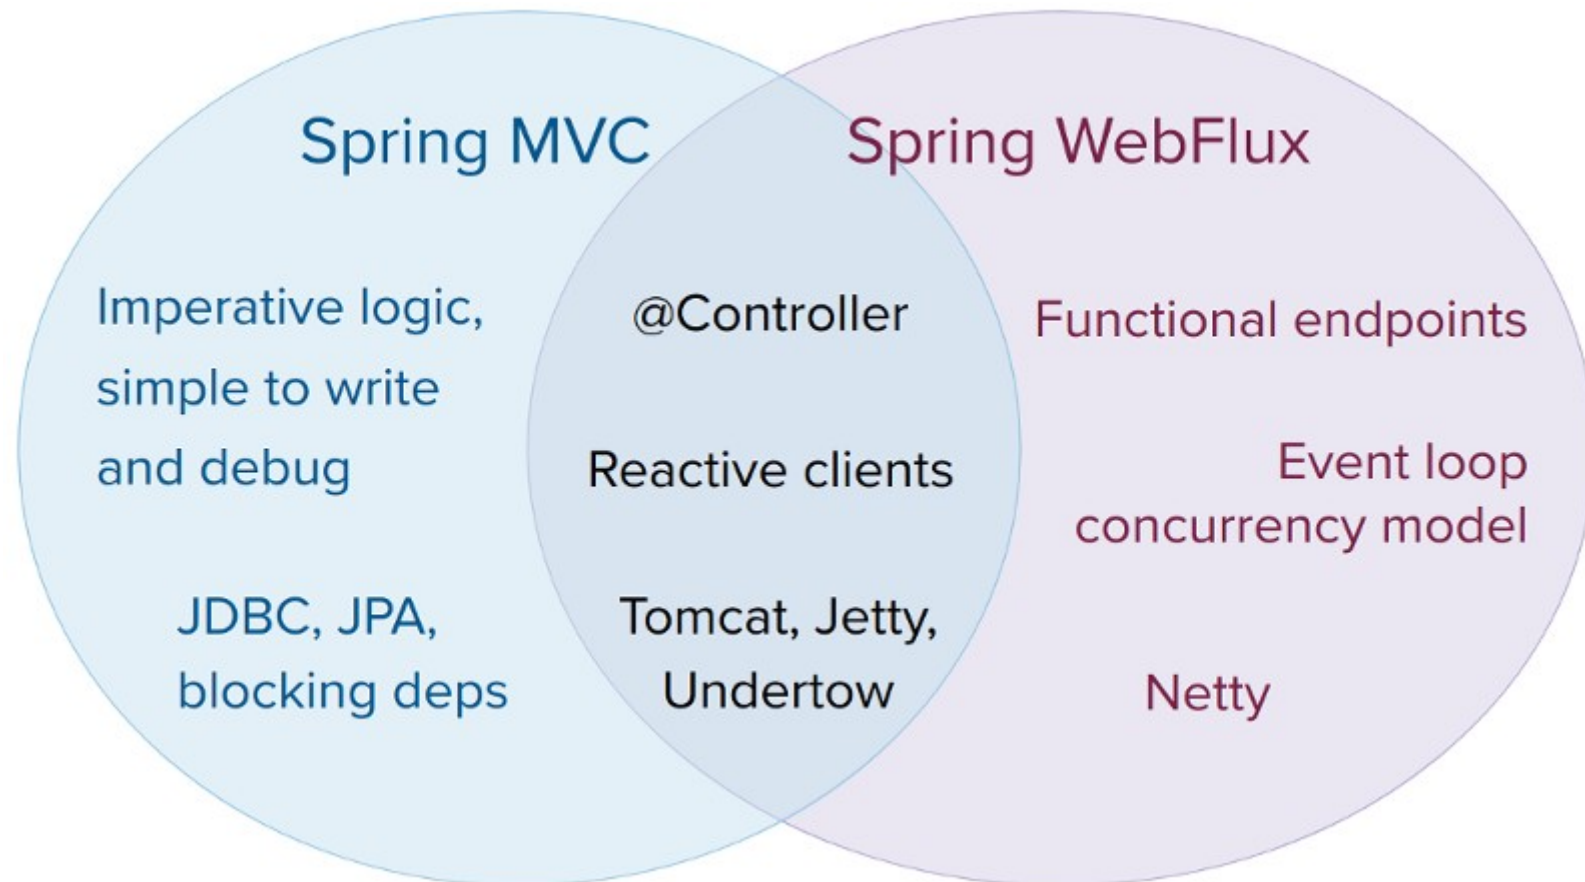 Spring MVC
Spring WebFlux
Imperative logic,
simple to write
and debug
JDBC, JPA,
blocking deps
@Controller
Reactive clients
Tomcat, Jetty,
Undertow
Functional endpoints
Event loop
concurrency model
Netty